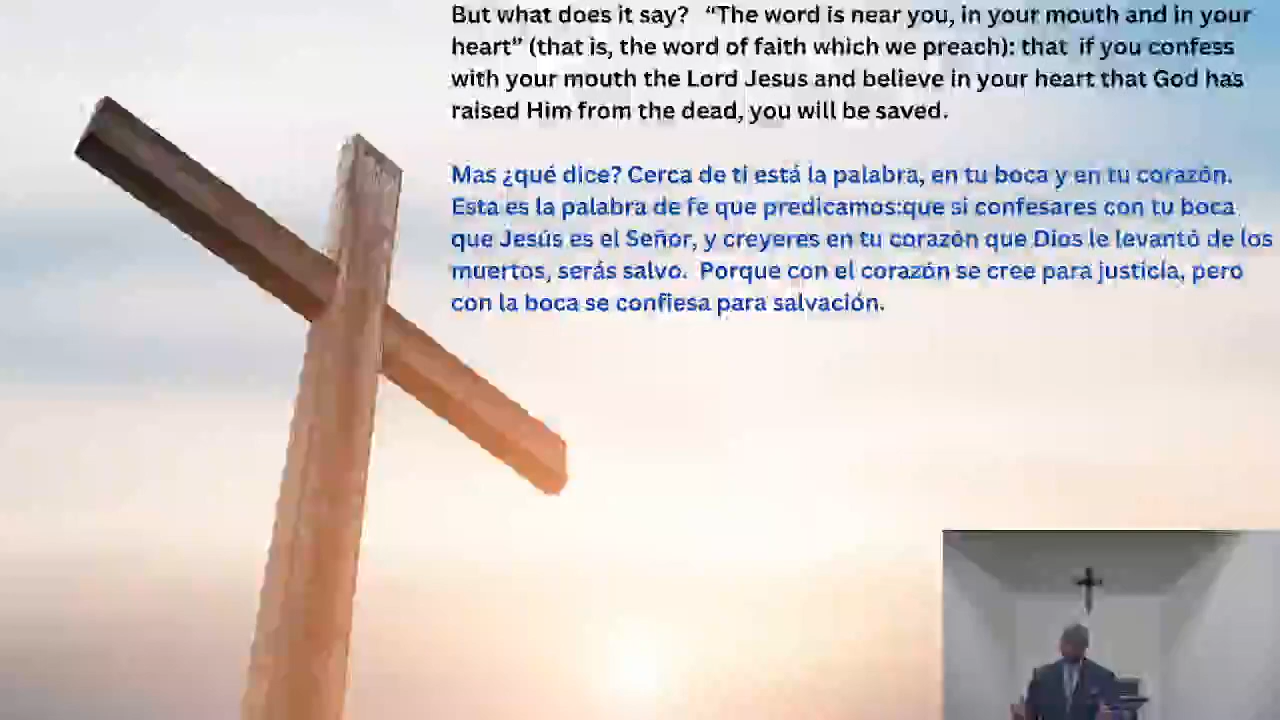 But what does it say? “The word is near you, in your mouth and in your
heart” (that is, the word of faith which we preach): that if you confess
with your mouth the Lord Jesus and believe in your heart that God has
raised Him from the dead, you will be saved.
Mas ¿qué dice? Cerca de ti está la palabra, en tu boca y en tu corazón.
Esta es la palabra de fe que predicamos:que si confesares con tu boca
que Jesús es el Señor, y creyeres en tu corazón que Dios le levantó de los
muertos, serás salvo. Porque con el corazón se cree para justicia, pero
con la boca se confiesa para salvación.